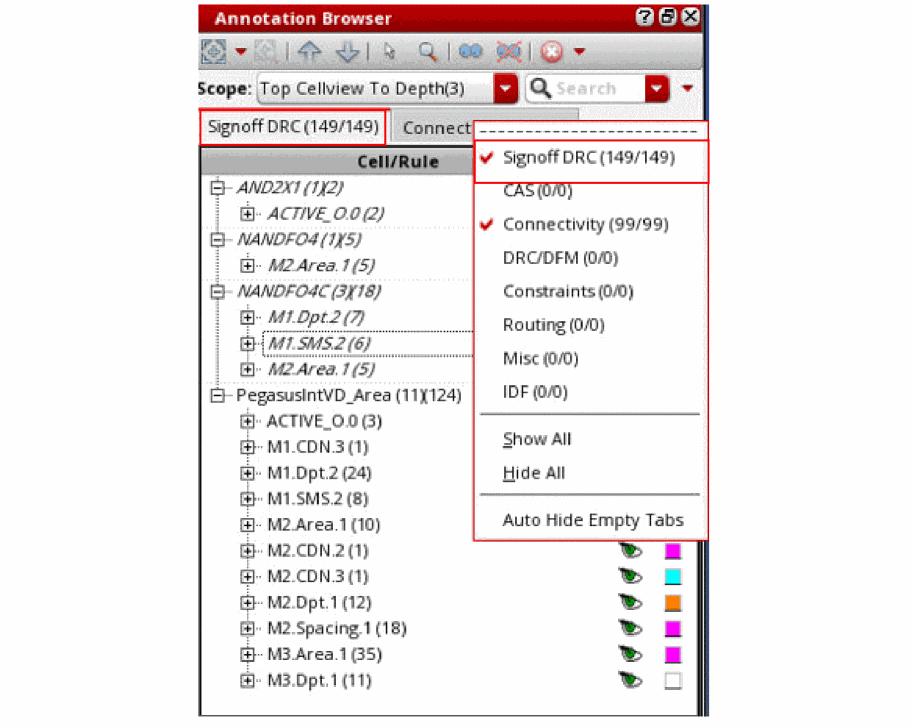 Annotation Browser
Scope: Top Cellview To Depth(3) Search
Signoff DRC (149/149) Connect
Cell/Rule
Signoff DRC (149/149)
CAS (0/0)
Connectivity (99/99)
DRC/DFM (0/0)
Constraints (0/0)
Routing (0/0)
Misc (0/0)
IDF (0/0)
Show All
Hide All
Auto Hide Empty Tabs
AND2X1 (1)(2)
ACTIVE_O.0 (2)
NANDFO4 (1)(5)
M2.Area.1 (5)
NANDFO4C (3)(18)
M1.Dpt.2 (7)
M1.SMS.2 (6)
M2.Area.1 (5)
PegasusIntVD_Area (11)(124)
ACTIVE_O.0 (3)
M1.CDN.3 (1)
M1.Dpt.2 (24)
M1.SMS.2 (8)
M2.Area.1 (10)
M2.CDN.2 (1)
M2.CDN.3 (1)
M2.Dpt.1 (12)
M2.Spacing.1 (18)
M3.Area.1 (35)
M3.Dpt.1 (11)